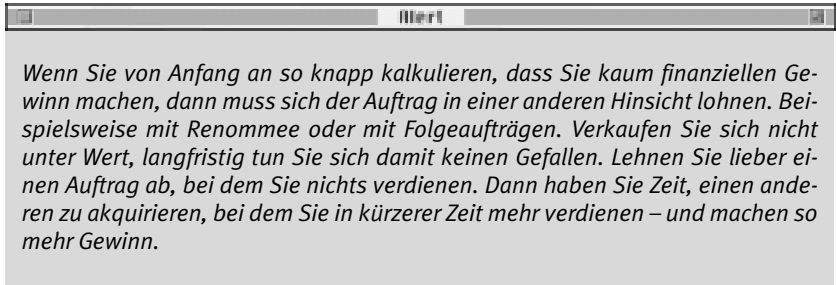 Alert
Wenn Sie von Anfang an so knapp kalkulieren, dass Sie kaum finanziellen Ge-
winn machen, dann muss sich der Auftrag in einer anderen Hinsicht lohnen. Bei-
spielsweise mit Renommee oder mit Folgeaufträgen. Verkaufen Sie sich nicht
unter Wert, langfristig tun Sie sich damit keinen Gefallen. Lehnen Sie lieber ei-
nen Auftrag ab, bei dem Sie nichts verdienen. Dann haben Sie Zeit, einen ande-
ren zu akquirieren, bei dem Sie in kürzerer Zeit mehr verdienen – und machen so
mehr Gewinn.